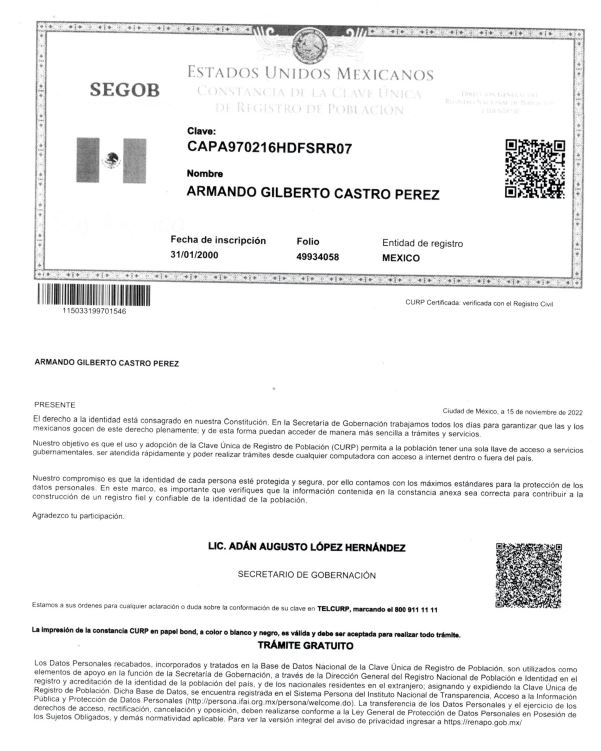 ESTADOS UNIDOS MEXICANOS
SEGOB
CONSTANCIA DE LA CLAVE ÚNICA
DE REGISTRO DE POBLACIÓN
Clave:
CAPA970216HDFSRR07
Nombre
ARMANDO GILBERTO CASTRO PEREZ
Fecha de inscripción Folio Entidad de registro
31/01/2000 49934058 MEXICO
115033199701546
CURP Certificada: verificada con el Registro Civil
ARMANDO GILBERTO CASTRO PEREZ
PRESENTE
Ciudad de México, a 15 de noviembre de 2022
El derecho a la identidad está consagrado en nuestra Constitución. En la Secretaría de Gobernación trabajamos todos los días para garantizar que las y los
mexicanos gocen de este derecho plenamente; y de esta forma puedan acceder de manera más sencilla a trámites y servicios.
Nuestro objetivo es que el uso y adopción de la Clave Única de Registro de Población (CURP) permita a la población tener una sola llave de acceso a servicios
gubernamentales, ser atendida rápidamente y poder realizar trámites desde cualquier computadora con acceso a internet dentro o fuera del país.
Nuestro compromiso es que la identidad de cada persona esté protegida y segura, por ello contamos con los máximos estándares para la protección de los
datos personales. En este marco, es importante que verifiques que la información contenida en la constancia anexa sea correcta para contribuir a la
construcción de un registro fiel y confiable de la identidad de la población.
Agradezco tu participación.
LIC. ADÁN AUGUSTO LÓPEZ HERNÁNDEZ
SECRETARIO DE GOBERNACIÓN
Estamos a sus órdenes para cualquier aclaración o duda sobre la conformación de su clave en TELCURP, marcando el 800 911 11 11
La impresión de la constancia CURP en papel bond, a color o blanco y negro, es válida y debe ser aceptada para realizar todo trámite.
TRÁMITE GRATUITO
Los Datos Personales recabados, incorporados y tratados en la Base de Datos Nacional de la Clave Única de Registro de Población, son utilizados como
elementos de apoyo en la función de la Secretaría de Gobernación, a través de la Dirección General del Registro Nacional de Población e Identidad en el
registro y acreditación de la identidad de la población del país, y de los nacionales residentes en el extranjero; asignando y expidiendo la Clave Única de
Registro de Población. Dicha Base de Datos, se encuentra registrada en el Sistema Persona del Instituto Nacional de Transparencia, Acceso a la Información
Pública y Protección de Datos Personales (http://persona.ifai.org.mx/persona/welcome.do). La transferencia de los Datos Personales y el ejercicio de los
derechos de acceso, rectificación, cancelación y oposición, deben realizarse conforme a la Ley General de Protección de Datos Personales en Posesión de
los Sujetos Obligados, y demás normatividad aplicable. Para ver la versión integral del aviso de privacidad ingresar a https://renapo.gob.mx/